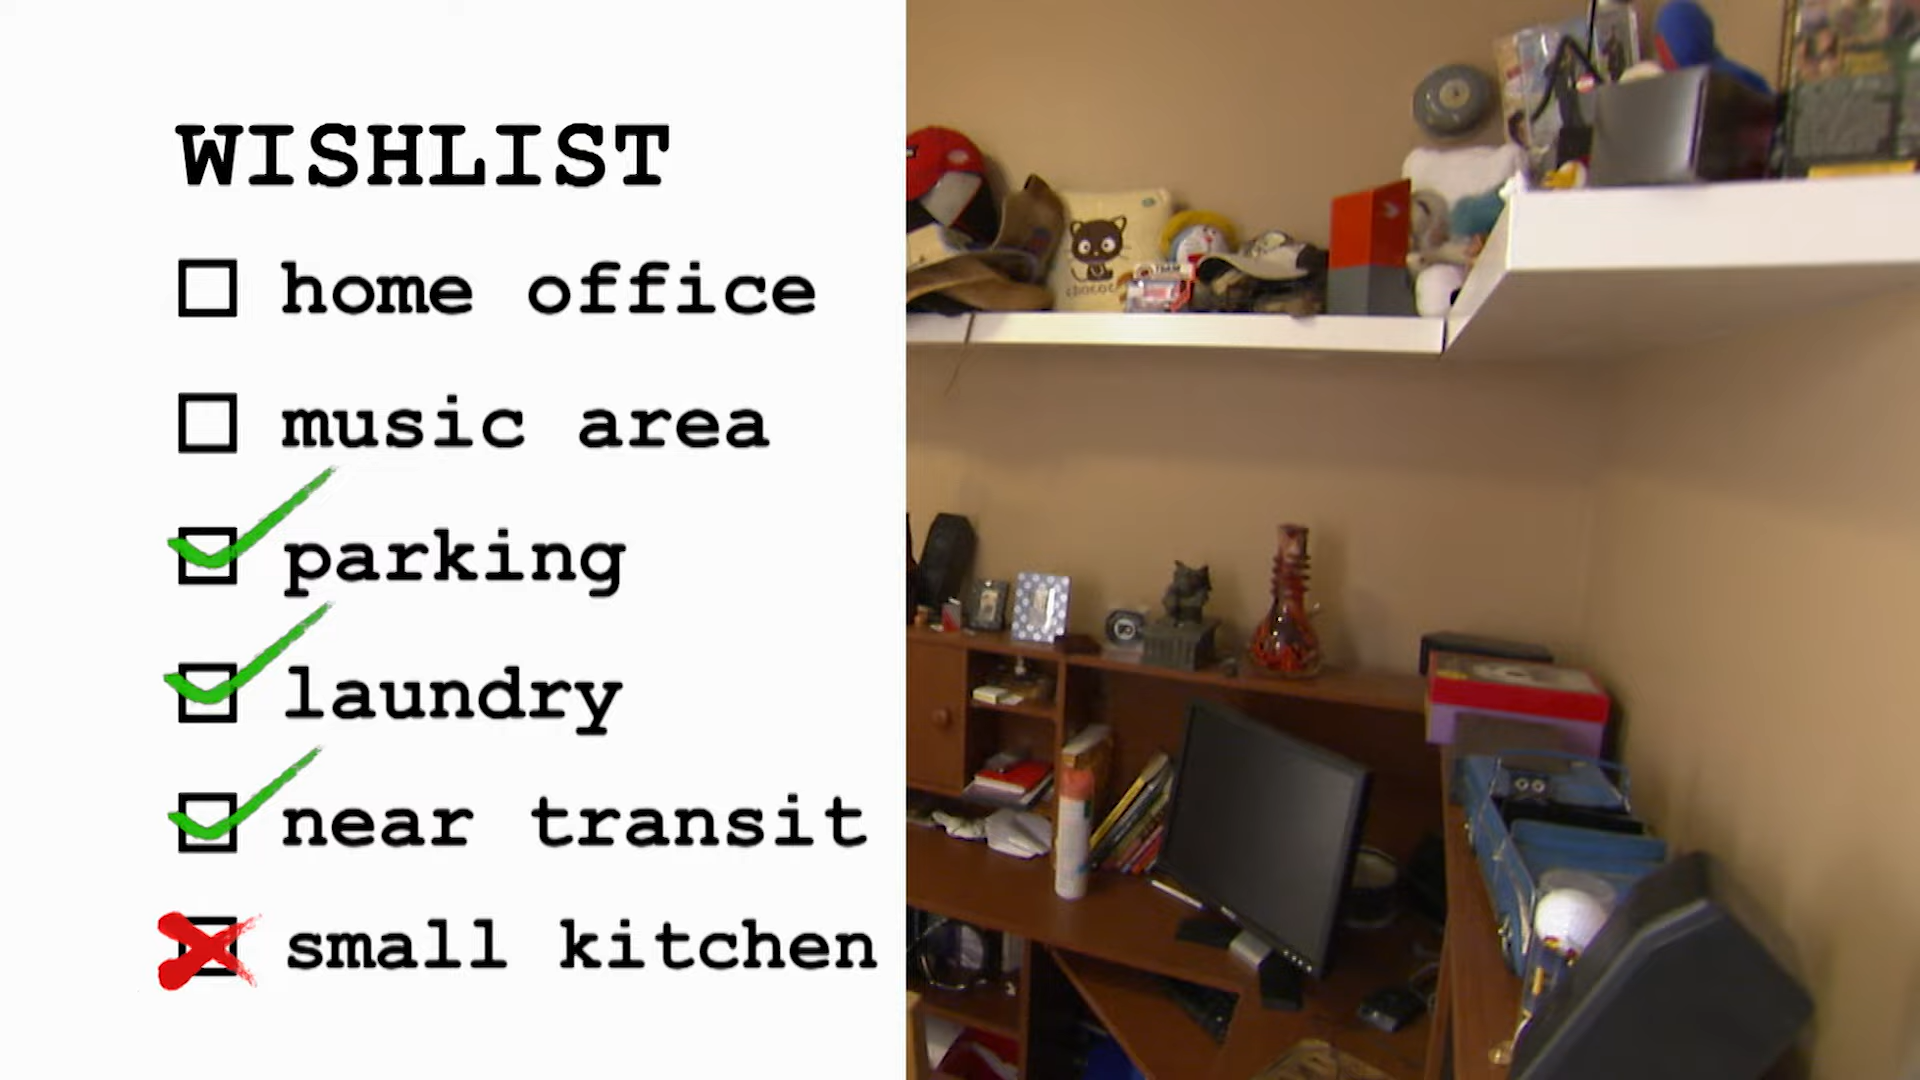 WISHLIST
home office
music area
parking
laundry
near transit
small kitchen